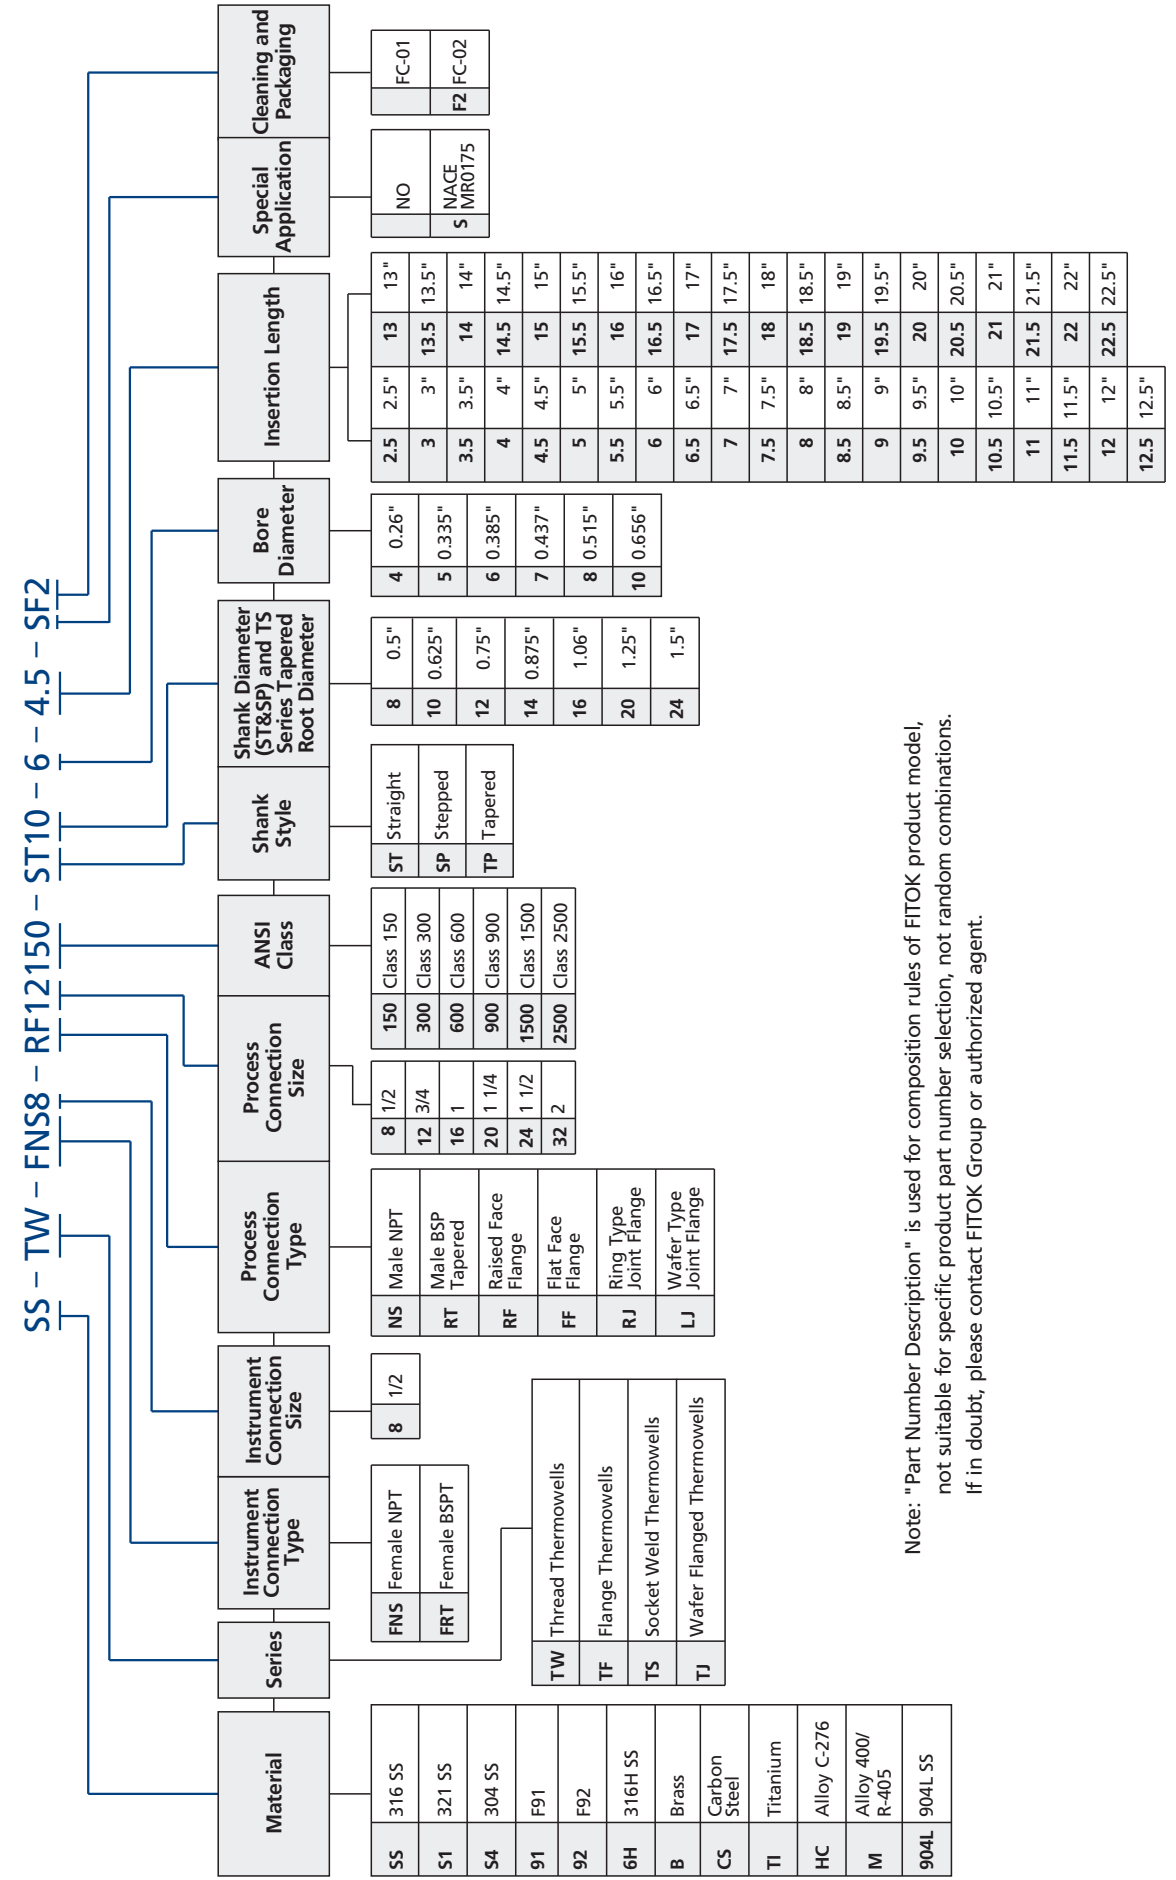 SS – TW – FNS8 – RF12150 – ST10 – 6 – 4.5 – SF2
Material
SS 316 SS
S1 321 SS
S4 304 SS
91 F91
92 F92
6H 316H SS
B Brass
CS Carbon
Steel
TI Titanium
HC Alloy C-276
M Alloy 400/
R-405
904L 904L SS
Series
TW Thread Thermowells
TF Flange Thermowells
TS Socket Weld Thermowells
TJ Wafer Flanged Thermowells
Instrument
Connection
Type
FNS Female NPT
FRT Female BSPT
Instrument
Connection
Size
8 1/2
Process
Connection
Type
NS Male NPT
RT Male BSP
Tapered
RF Raised Face
Flange
FF Flat Face
Flange
RJ Ring Type
Joint Flange
LJ Wafer Type
Joint Flange
Process
Connection
Size
8 1/2
12 3/4
16 1
20 1 1/4
24 1 1/2
32 2
ANSI
Class
150 Class 150
300 Class 300
600 Class 600
900 Class 900
1500 Class 1500
2500 Class 2500
Shank
Style
ST Straight
SP Stepped
TP Tapered
Shank Diameter
(ST&SP) and TS
Series Tapered
Root Diameter
8 0.5"
10 0.625"
12 0.75"
14 0.875"
16 1.06"
20 1.25"
24 1.5"
Bore
Diameter
4 0.26"
5 0.335"
6 0.385"
7 0.437"
8 0.515"
10 0.656"
Insertion Length
2.5 2.5" 13 13"
3 3" 13.5 13.5"
3.5 3.5" 14 14"
4 4" 14.5 14.5"
4.5 4.5" 15 15"
5 5" 15.5 15.5"
5.5 5.5" 16 16"
6 6" 16.5 16.5"
6.5 6.5" 17 17"
7 7" 17.5 17.5"
7.5 7.5" 18 18"
8 8" 18.5 18.5"
8.5 8.5" 19 19"
9 9" 19.5 19.5"
9.5 9.5" 20 20"
10 10" 20.5 20.5"
10.5 10.5" 21 21"
11 11" 21.5 21.5"
11.5 11.5" 22 22"
12 12" 22.5 22.5"
12.5 12.5"
Special
Application
NO
S NACE
MR0175
Cleaning and
Packaging
FC-01
F2 FC-02
Note: "Part Number Description" is used for composition rules of FITOK product model,
not suitable for specific product part number selection, not random combinations.
If in doubt, please contact FITOK Group or authorized agent.